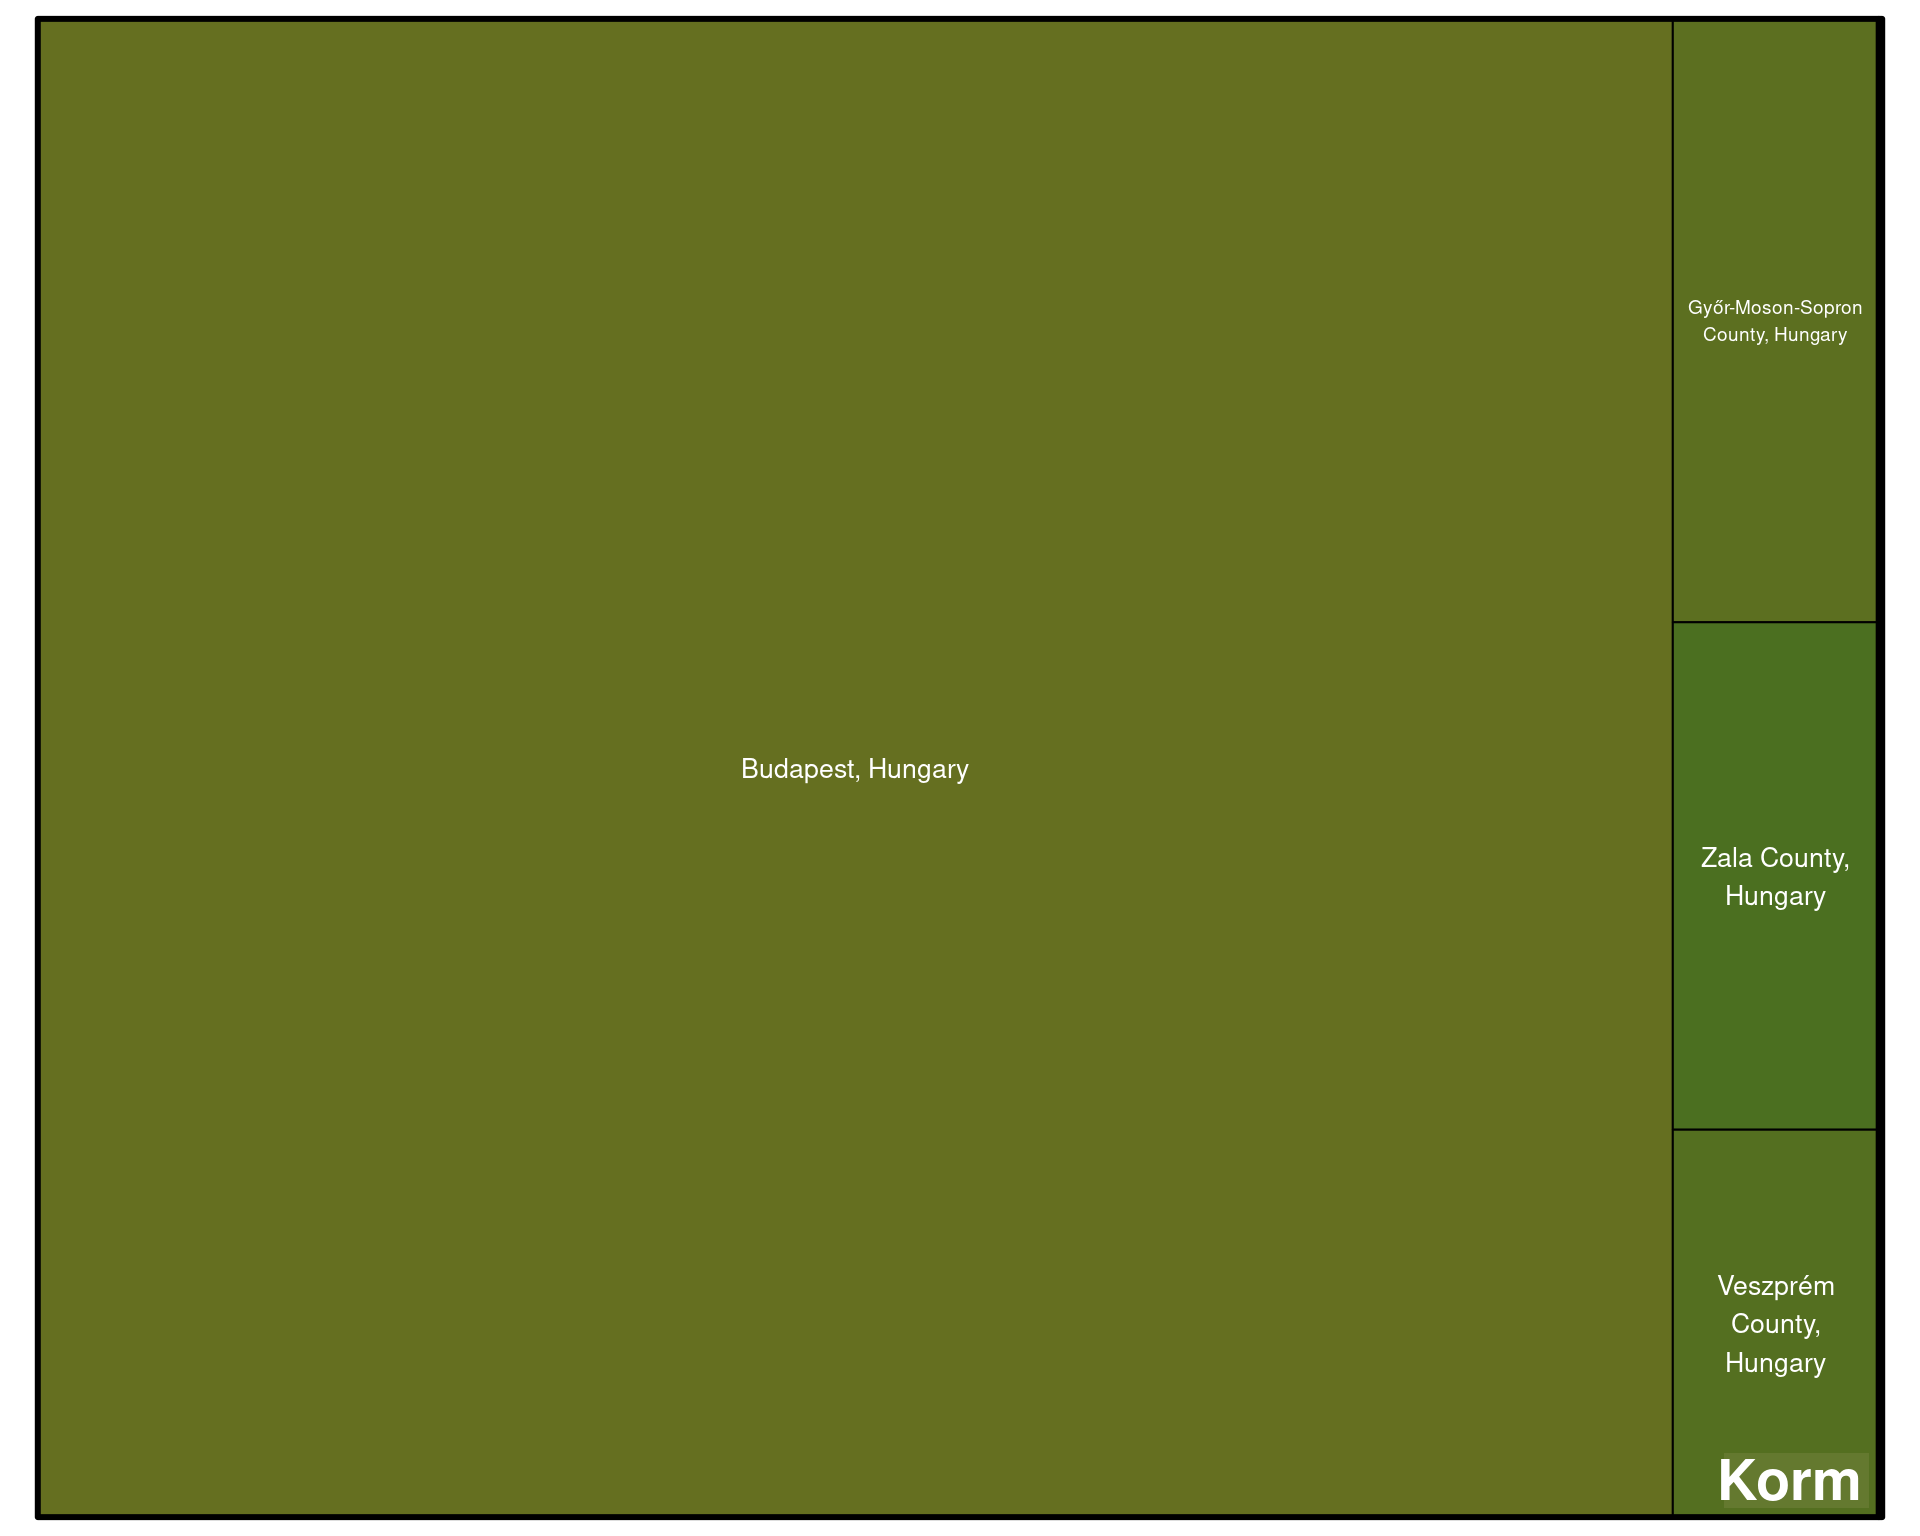 Budapest, Hungary
Győr-Moson-Sopron
County, Hungary
Zala County,
Hungary
Veszprém
County,
Hungary
Korm